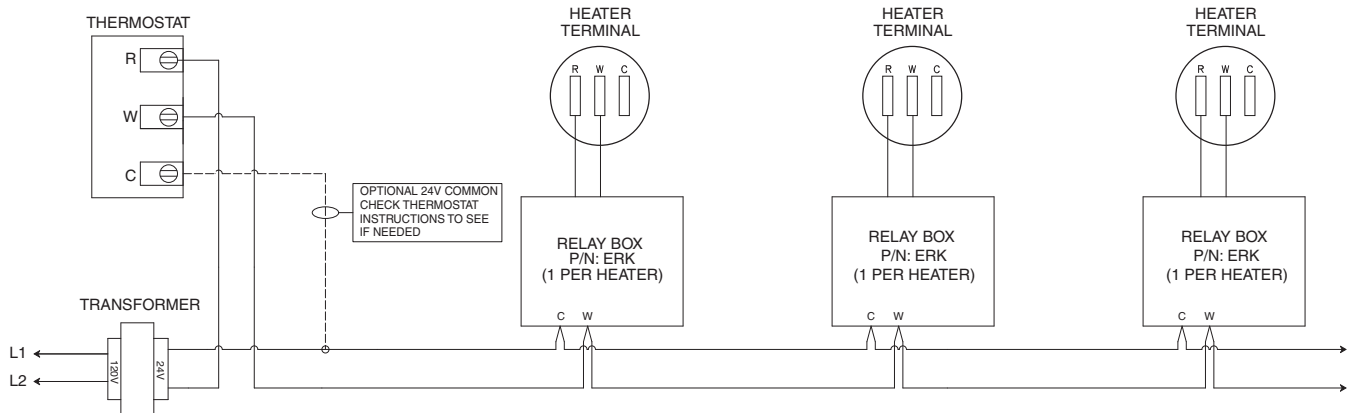 THERMOSTAT
R
W
C
OPTIONAL 24V COMMON
CHECK THERMOSTAT
INSTRUCTIONS TO SEE
IF NEEDED
TRANSFORMER
L1
L2
120V
24V
HEATER
TERMINAL
R W C
RELAY BOX
P/N: ERK
(1 PER HEATER)
C W
HEATER
TERMINAL
R W C
RELAY BOX
P/N: ERK
(1 PER HEATER)
C W
HEATER
TERMINAL
R W C
RELAY BOX
P/N: ERK
(1 PER HEATER)
C W